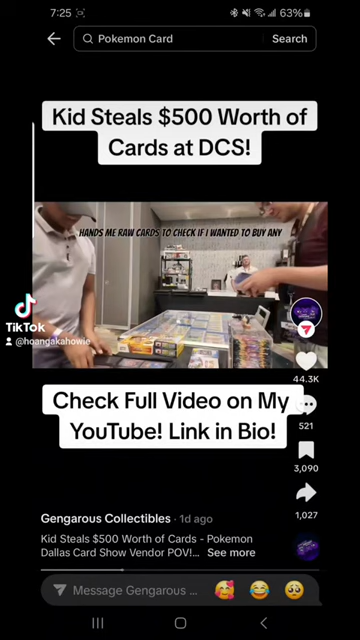 7:25
63%
Pokemon Card
Search
Kid Steals $500 Worth of
Cards at DCS!
HANDS ME RAW CARDS TO CHECK IF I WANTED TO BUY ANY
TikTok
@hoangakahowie
44.3K
Check Full Video on My
YouTube! Link in Bio!
521
3,090
1,027
Gengarous Collectibles · 1d ago
Kid Steals $500 Worth of Cards - Pokemon
Dallas Card Show Vendor POV!... See more
Message Gengarous ...